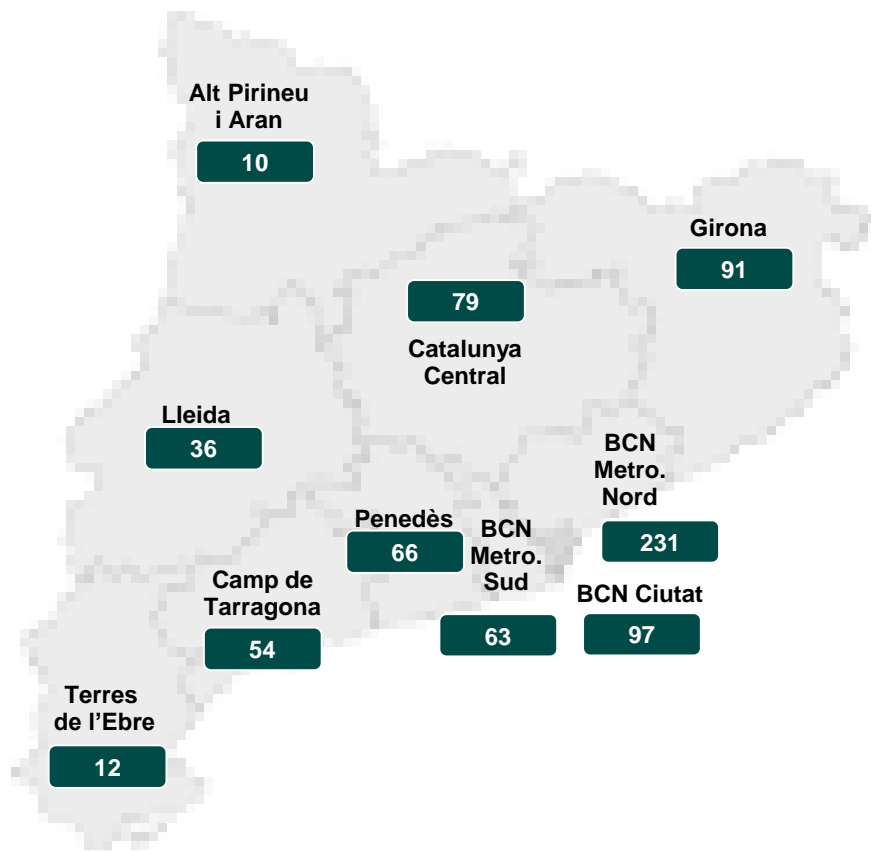 Alt Pirineu
i Aran
10
Girona
91
79
Catalunya
Central
Lleida
36
BCN
Metro.
Nord
231
Penedès
66
BCN
Metro.
Sud
63
BCN Ciutat
97
Camp de
Tarragona
54
Terres
de l’Ebre
12